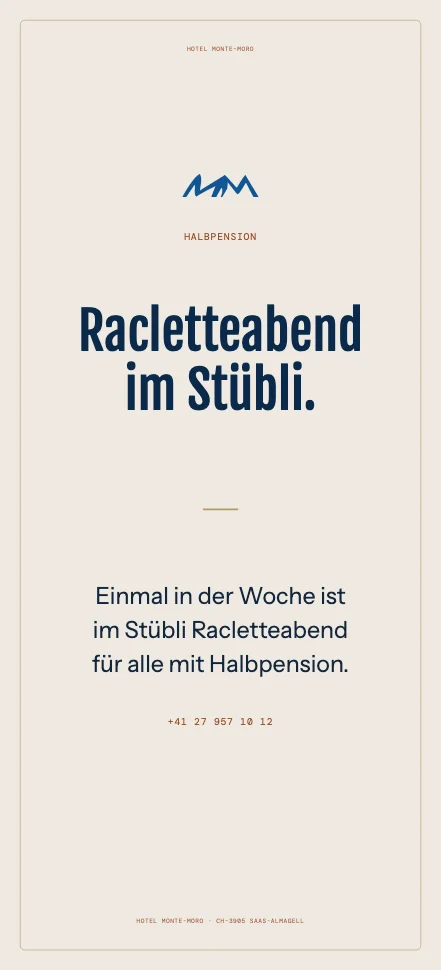 HOTEL MONTE-MORO
HALBPENSION
Racletteabend
im Stübli.
Einmal in der Woche ist
im Stübli Racletteabend
für alle mit Halbpension.
+41 27 957 10 12
HOTEL MONTE-MORO · CH-3905 SAAS-ALMAGELL